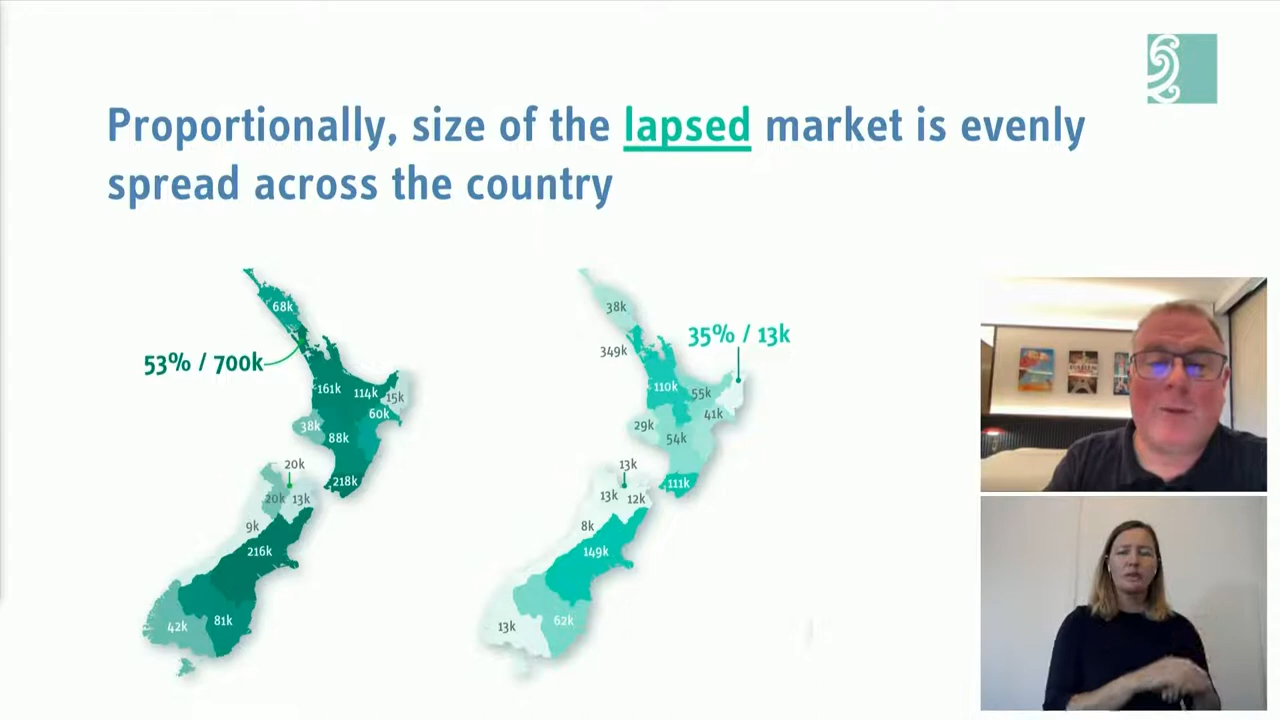 Proportionally, size of the lapsed market is evenly
spread across the country
68k
53% / 700k
161k
114k
15k
60k
38k
88k
20k
218k
20k
13k
9k
216k
81k
42k
38k
35% / 13k
349k
110k
55k
41k
29k
54k
13k
111k
13k
12k
8k
149k
62k
13k